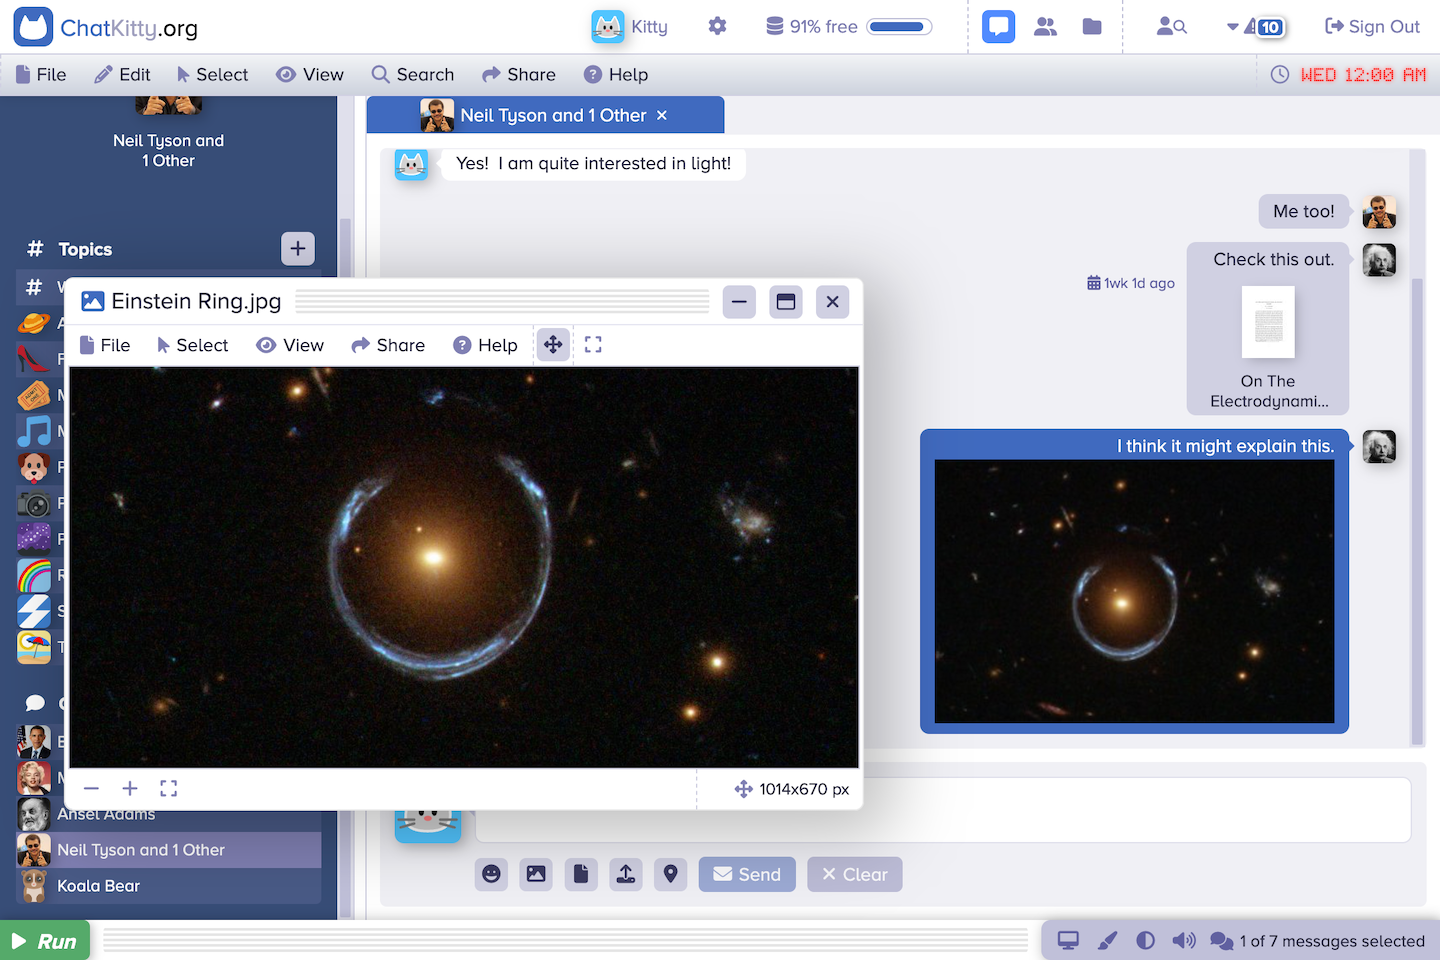 ChatKitty.org
Kitty
91% free
10
Sign Out
File
Edit
Select
View
Search
Share
Help
WED 12:00 AM
Neil Tyson and
1 Other
Neil Tyson and 1 Other
Yes! I am quite interested in light!
Me too!
Check this out.
1wk 1d ago
On The
Electrodynami...
I think it might explain this.
# Topics
#
Einstein Ring.jpg
File
Select
View
Share
Help
1014x670 px
Ansel Adams
Neil Tyson and 1 Other
Koala Bear
Send
Clear
Run
1 of 7 messages selected